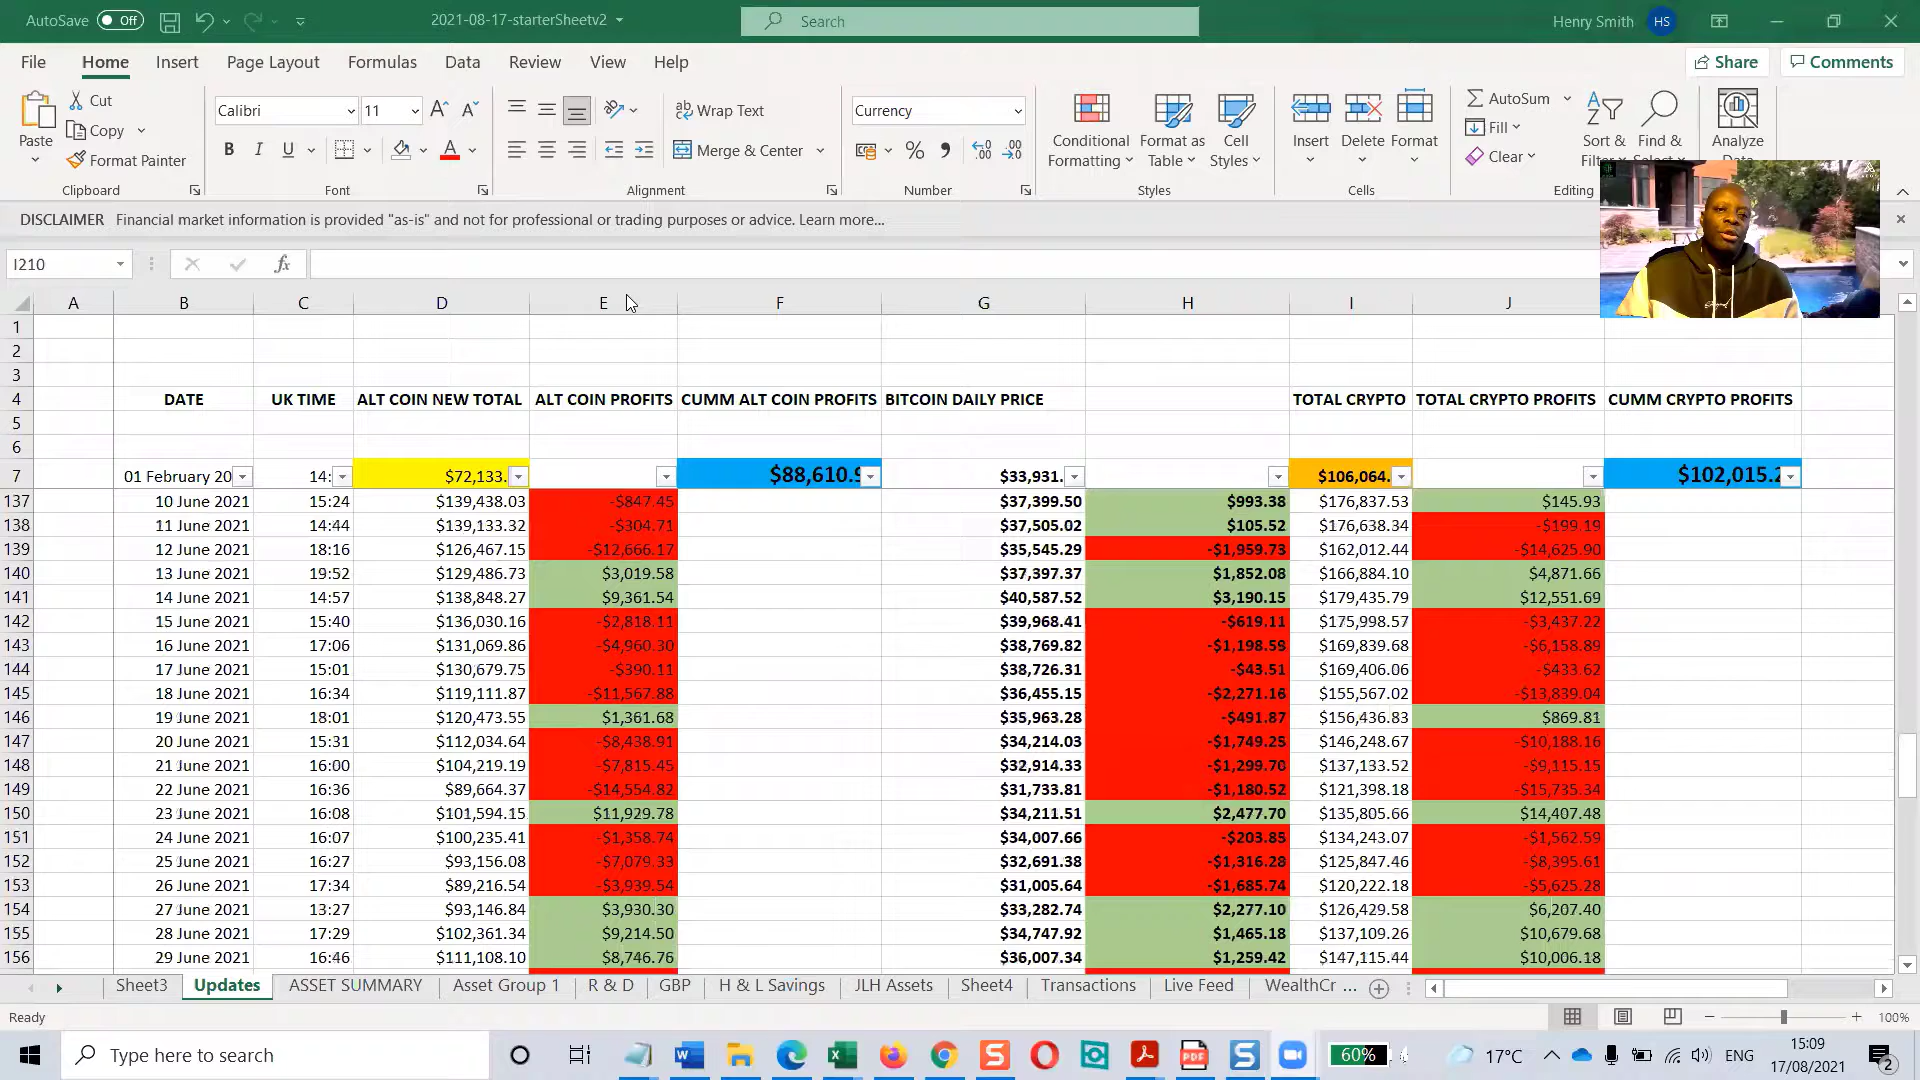 AutoSave Off 2021-08-17-starterSheetv2 Search Henry Smith HS
File Home Insert Page Layout Formulas Data Review View Help Share Comments
Paste Cut Copy Format Painter Clipboard
Calibri 11 B I U Font
Wrap Text Merge & Center Alignment
Currency Number
Conditional Formatting Format as Table Cell Styles Styles
Insert Delete Format Cells
AutoSum Fill Clear Sort & Find & Analyze Editing
DISCLAIMER Financial market information is provided "as-is" and not for professional or trading purposes or advice. Learn more...
I210 fx
A B C D E F G H I J
1
2
3
4 DATE UK TIME ALT COIN NEW TOTAL ALT COIN PROFITS CUMM ALT COIN PROFITS BITCOIN DAILY PRICE TOTAL CRYPTO TOTAL CRYPTO PROFITS CUMM CRYPTO PROFITS
5
6
7 01 February 20 14: $72,133. $88,610.9 $33,931. $106,064. $102,015.2
137 10 June 2021 15:24 $139,438.03 -$847.45 $37,399.50 $993.38 $176,837.53 $145.93
138 11 June 2021 14:44 $139,133.32 -$304.71 $37,505.02 $105.52 $176,638.34 -$199.19
139 12 June 2021 18:16 $126,467.15 -$12,666.17 $35,545.29 -$1,959.73 $162,012.44 -$14,625.90
140 13 June 2021 19:52 $129,486.73 $3,019.58 $37,397.37 $1,852.08 $166,884.10 $4,871.66
141 14 June 2021 14:57 $138,848.27 $9,361.54 $40,587.52 $3,190.15 $179,435.79 $12,551.69
142 15 June 2021 15:40 $136,030.16 -$2,818.11 $39,968.41 -$619.11 $175,998.57 -$3,437.22
143 16 June 2021 17:06 $131,069.86 -$4,960.30 $38,769.82 -$1,198.59 $169,839.68 -$6,158.89
144 17 June 2021 15:01 $130,679.75 -$390.11 $38,726.31 -$43.51 $169,406.06 -$433.62
145 18 June 2021 16:34 $119,111.87 -$11,567.88 $36,455.15 -$2,271.16 $155,567.02 -$13,839.04
146 19 June 2021 18:01 $120,473.55 $1,361.68 $35,963.28 -$491.87 $156,436.83 $869.81
147 20 June 2021 15:31 $112,034.64 -$8,438.91 $34,214.03 -$1,749.25 $146,248.67 -$10,188.16
148 21 June 2021 16:00 $104,219.19 -$7,815.45 $32,914.33 -$1,299.70 $137,133.52 -$9,115.15
149 22 June 2021 16:36 $89,664.37 -$14,554.82 $31,733.81 -$1,180.52 $121,398.18 -$15,735.34
150 23 June 2021 16:08 $101,594.15 $11,929.78 $34,211.51 $2,477.70 $135,805.66 $14,407.48
151 24 June 2021 16:07 $100,235.41 -$1,358.74 $34,007.66 -$203.85 $134,243.07 -$1,562.59
152 25 June 2021 16:27 $93,156.08 -$7,079.33 $32,691.38 -$1,316.28 $125,847.46 -$8,395.61
153 26 June 2021 17:34 $89,216.54 -$3,939.54 $31,005.64 -$1,685.74 $120,222.18 -$5,625.28
154 27 June 2021 13:27 $93,146.84 $3,930.30 $33,282.74 $2,277.10 $126,429.58 $6,207.40
155 28 June 2021 17:29 $102,361.34 $9,214.50 $34,747.92 $1,465.18 $137,109.26 $10,679.68
156 29 June 2021 16:46 $111,108.10 $8,746.76 $36,007.34 $1,259.42 $147,115.44 $10,006.18
Sheet3 Updates ASSET SUMMARY Asset Group 1 R & D GBP H & L Savings JLH Assets Sheet4 Transactions Live Feed WealthCr ...
Ready 100%
Type here to search 60% 17°C ENG 15:09
17/08/2021 2